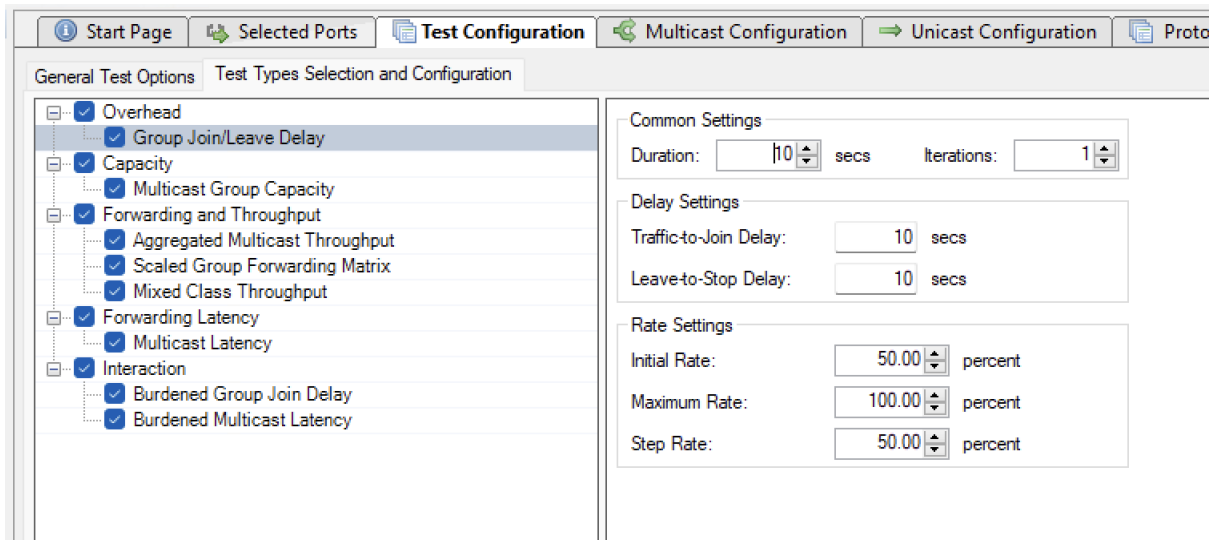 Start Page Selected Ports Test Configuration Multicast Configuration Unicast Configuration Proto
General Test Options Test Types Selection and Configuration
Overhead
Group Join/Leave Delay
Capacity
Multicast Group Capacity
Forwarding and Throughput
Aggregated Multicast Throughput
Scaled Group Forwarding Matrix
Mixed Class Throughput
Forwarding Latency
Multicast Latency
Interaction
Burdened Group Join Delay
Burdened Multicast Latency
Common Settings
Duration: 10 secs Iterations: 1
Delay Settings
Traffic-to-Join Delay: 10 secs
Leave-to-Stop Delay: 10 secs
Rate Settings
Initial Rate: 50.00 percent
Maximum Rate: 100.00 percent
Step Rate: 50.00 percent